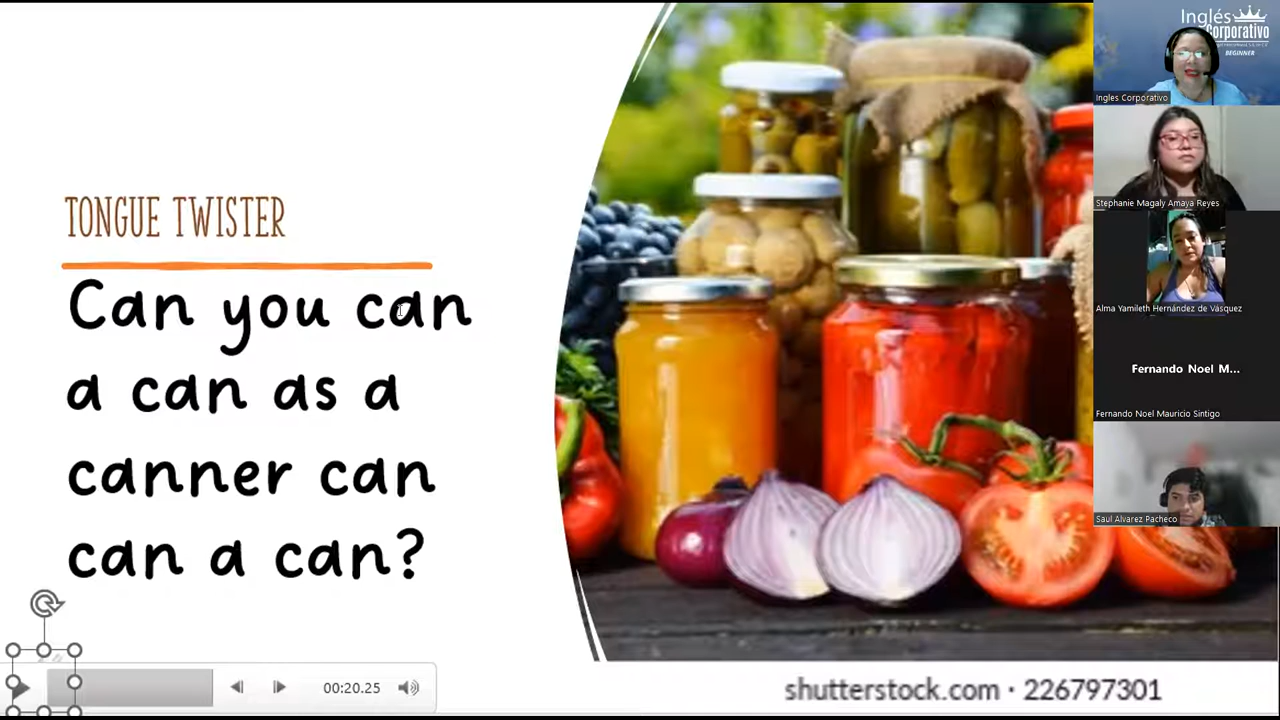 TONGUE TWISTER
Can you can
a can as a
canner can
can a can?
00:20.25
shutterstock.com · 226797301
Inglés
Corporativo
BEGINNER
Ingles Corporativo
Stephanie Magaly Amaya Reyes
Alma Yamileth Hernández de Vásquez
Fernando Noel M...
Fernando Noel Mauricio Sintigo
Saul Alvarez Pacheco